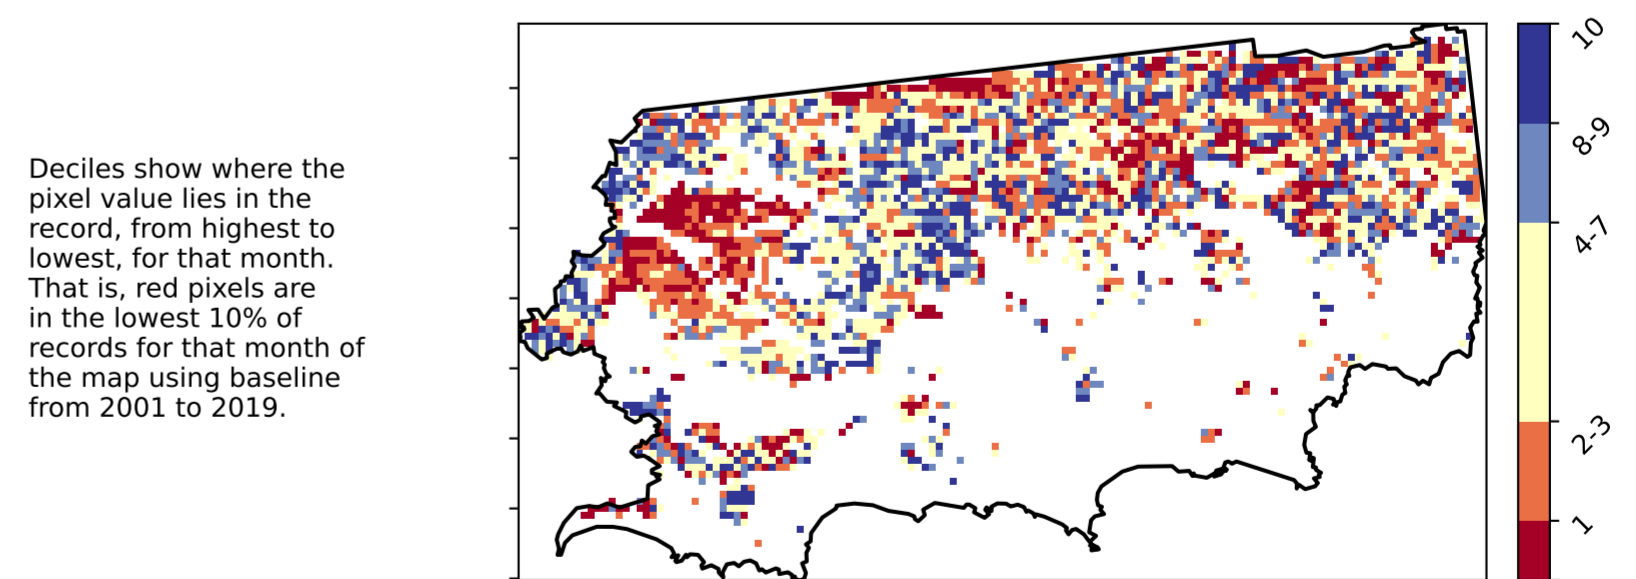 Deciles show where the
pixel value lies in the
record, from highest to
lowest, for that month.
That is, red pixels are
in the lowest 10% of
records for that month of
the map using baseline
from 2001 to 2019.
10
8-9
4-7
2-3
1